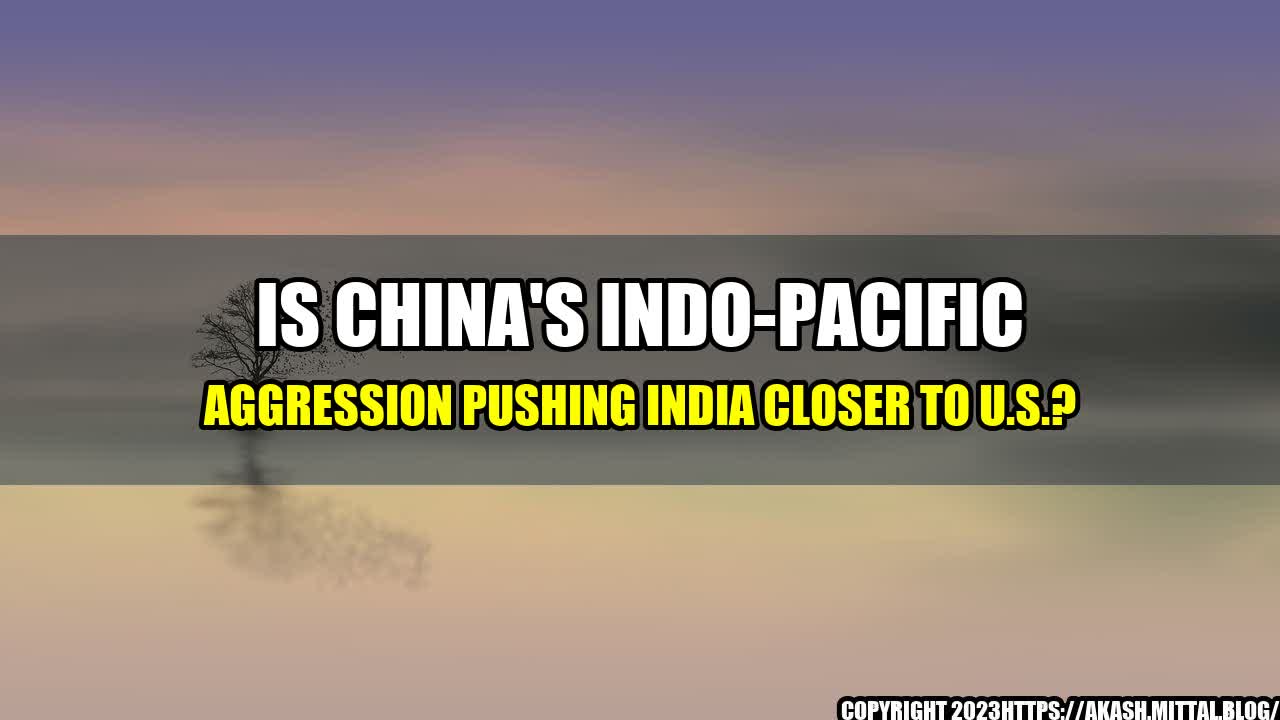 IS CHINA'S INDO-PACIFIC
AGGRESSION PUSHING INDIA CLOSER TO U.S.?
COPYRIGHT 2023HTTPS://AKASH.MITTAL.BLOG/